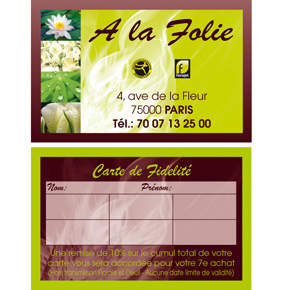 A la Folie
florajet
4, ave de la Fleur
75000 PARIS
Tél.: 70 07 13 25 00
Carte de Fidélité
Nom: Prénom:
Une remise de 10% sur le cumul total de votre
carte vous sera accordée pour votre 7e achat
(Hors transmission Florale et Deuil - Aucune date limite de validité)